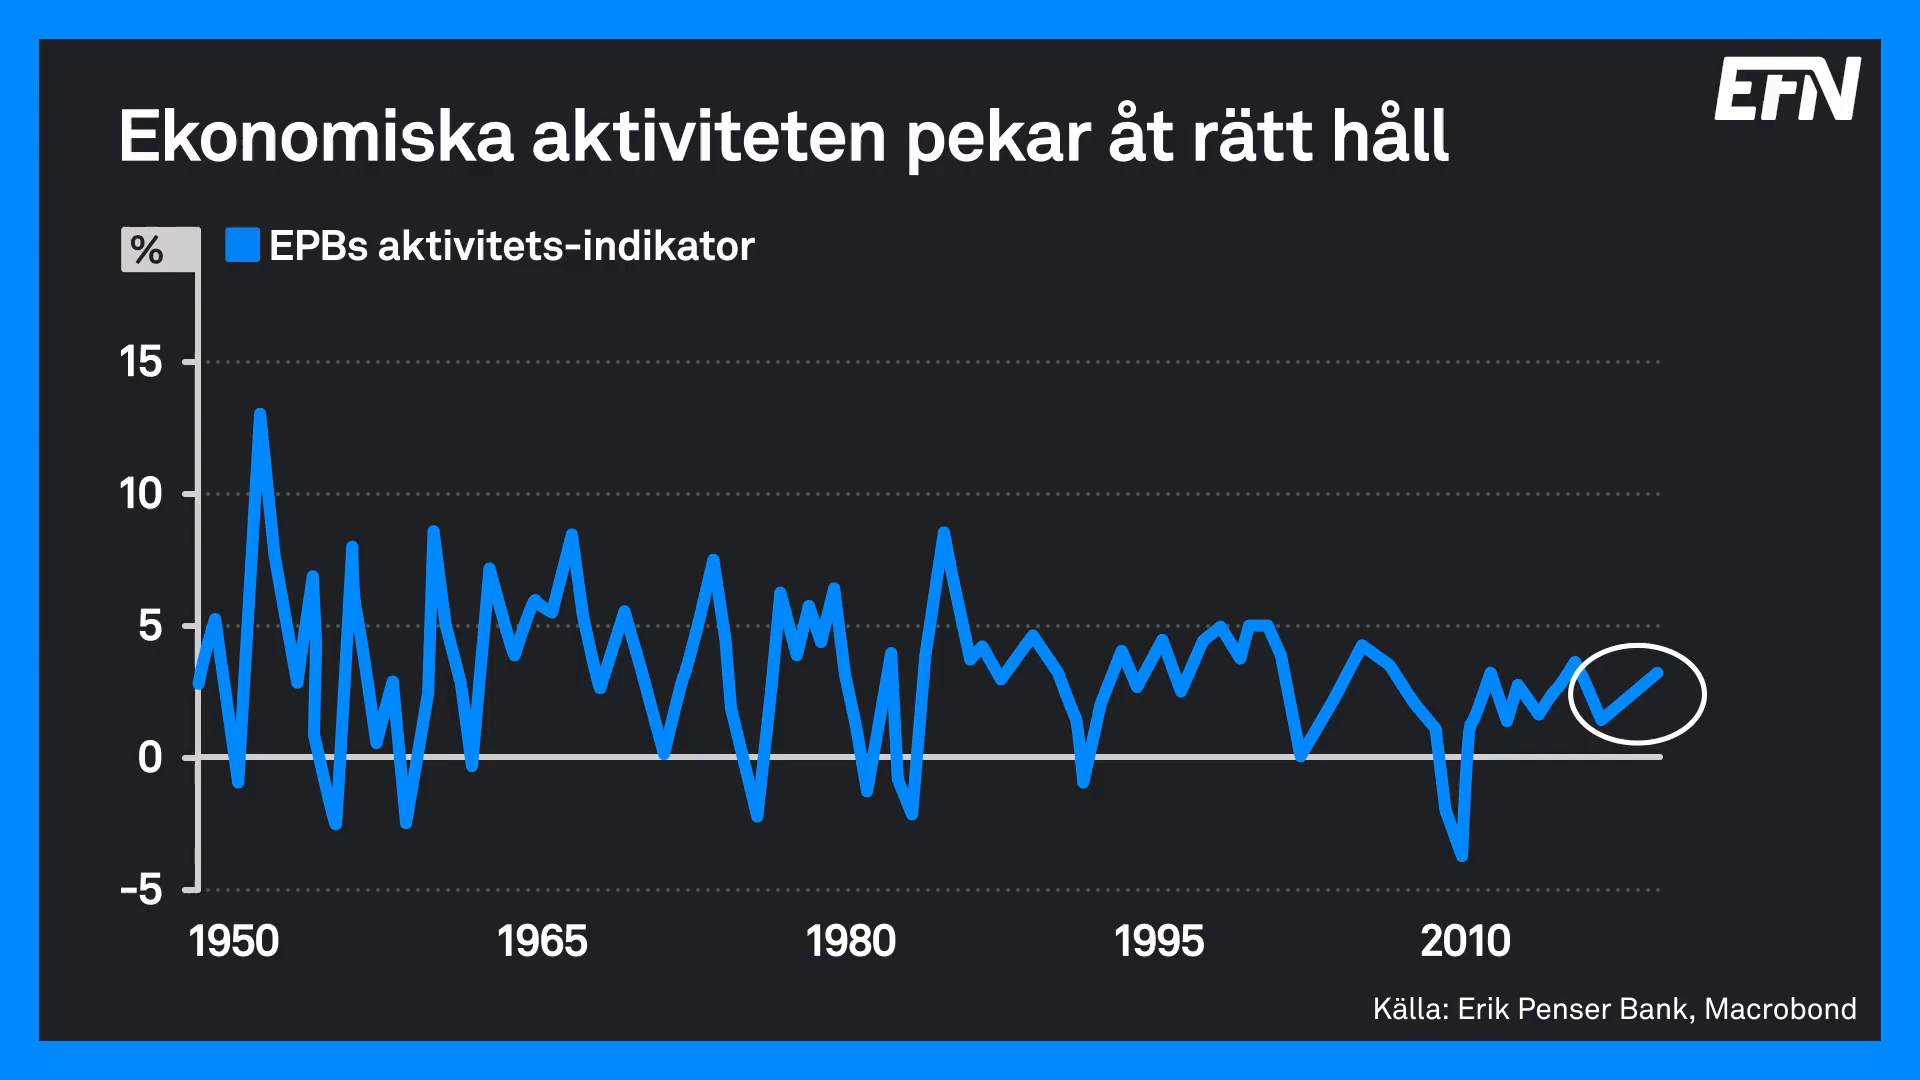 EFN
Ekonomiska aktiviteten pekar åt rätt håll
% EPBs aktivitets-indikator
15
10
5
0
-5
1950 1965 1980 1995 2010
Källa: Erik Penser Bank, Macrobond